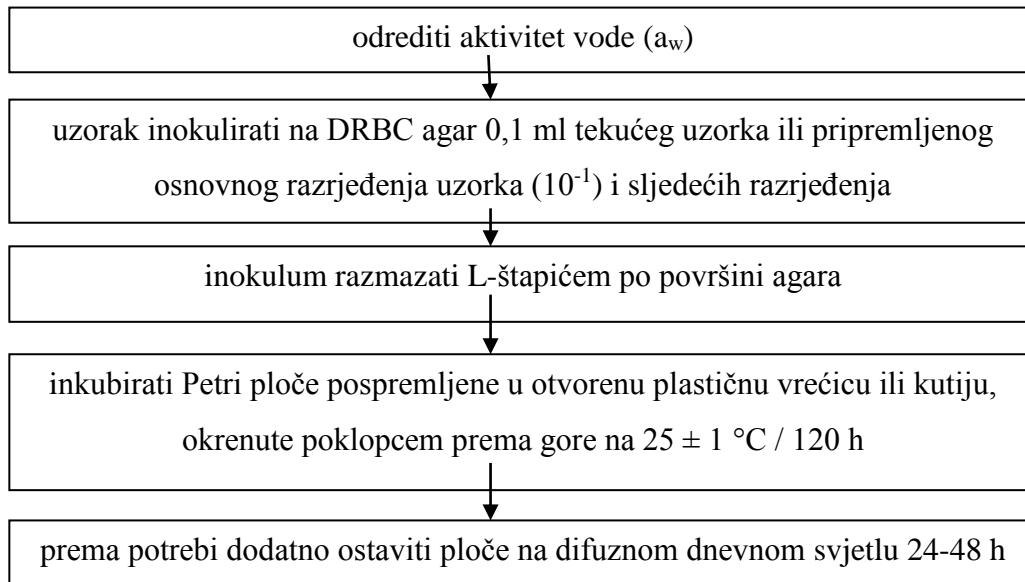 odrediti aktivitet vode (aw)
uzorak inokulirati na DRBC agar 0,1 ml tekućeg uzorka ili pripremljenog
osnovnog razrjeđenja uzorka (10-1) i sljedećih razrjeđenja
inokulum razmazati L-štapićem po površini agara
inkubirati Petri ploče pospremljene u otvorenu plastičnu vrećicu ili kutiju,
okrenute poklopcem prema gore na 25 ± 1 °C / 120 h
prema potrebi dodatno ostaviti ploče na difuznom dnevnom svjetlu 24-48 h